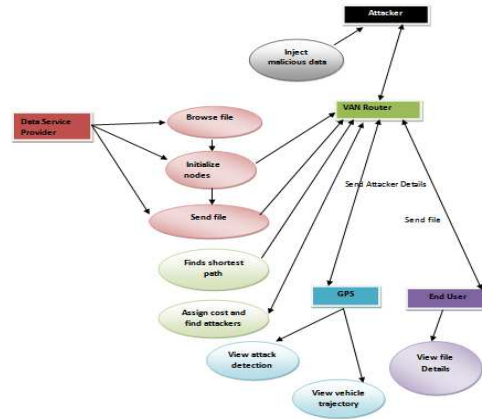 Attacker
Inject
malicious data
VAN Router
Data Service
Provider
Browse file
Initialize
nodes
Send file
Send Attacker Details
Send file
Finds shortest
path
Assign cost and
find attackers
GPS
End User
View attack
detection
View file
Details
View vehicle
trajectory